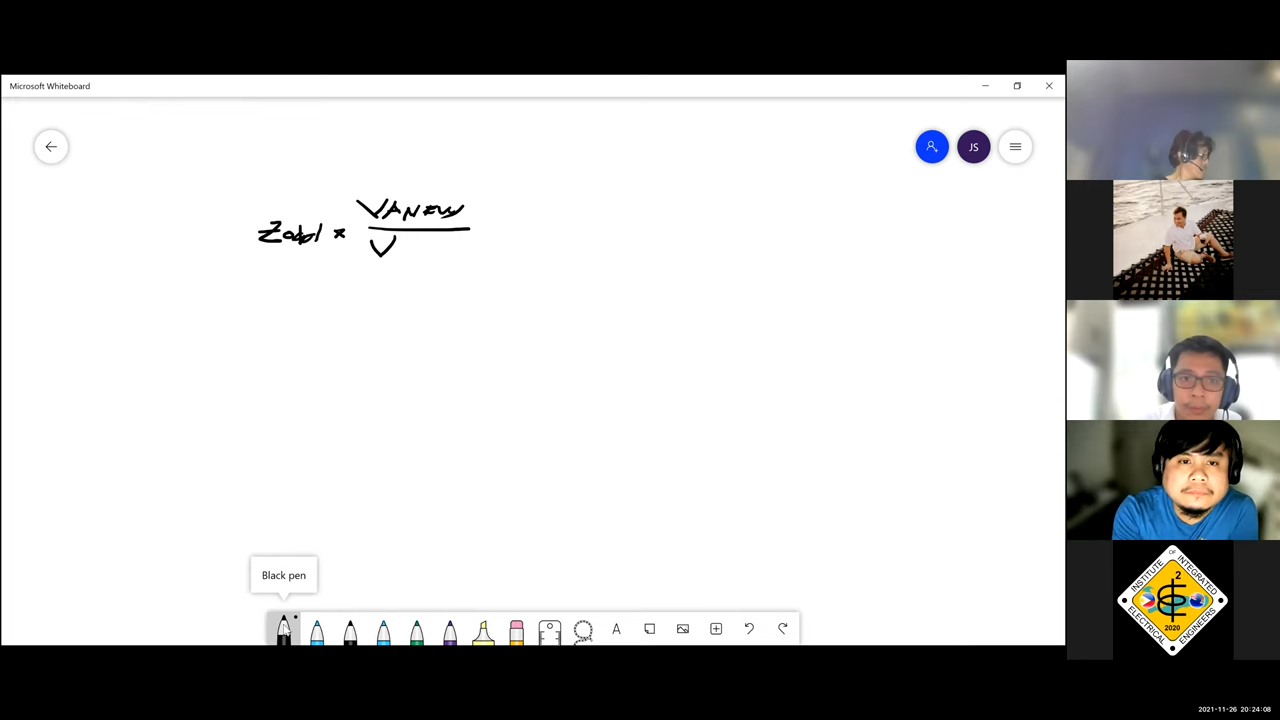 Microsoft Whiteboard
JS
VANEW
Zold × 
V
Black pen
A
INSTITUTE OF INTEGRATED
2
2020
ELECTRICAL ENGINEERS
2021-11-26 20:24:08